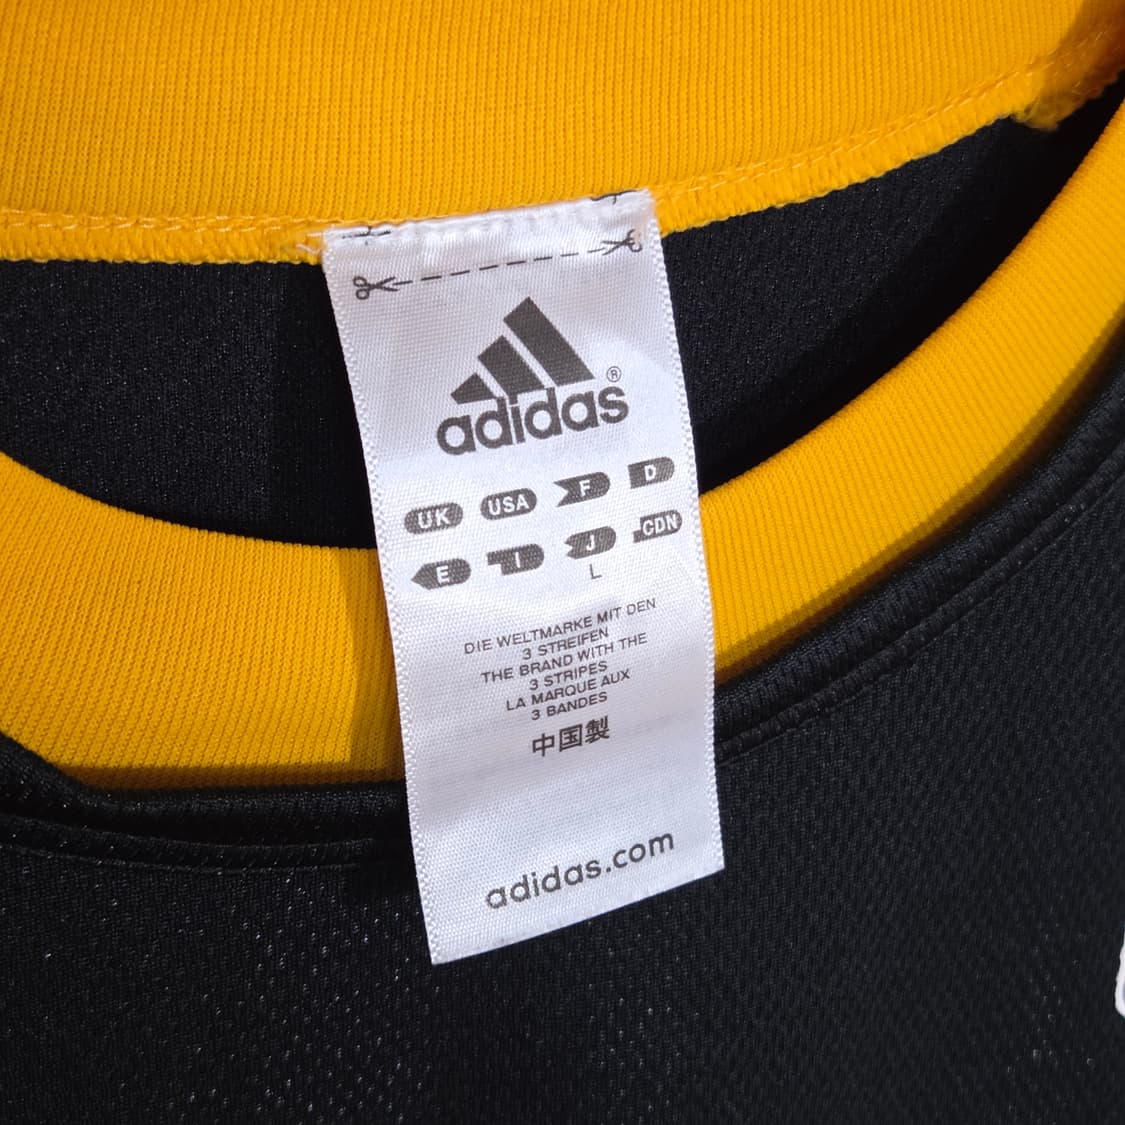 adidas®
UK USA F D
E I J CDN
L
DIE WELTMARKE MIT DEN
3 STREIFEN
THE BRAND WITH THE
3 STRIPES
LA MARQUE AUX
3 BANDES
中国製
adidas.com